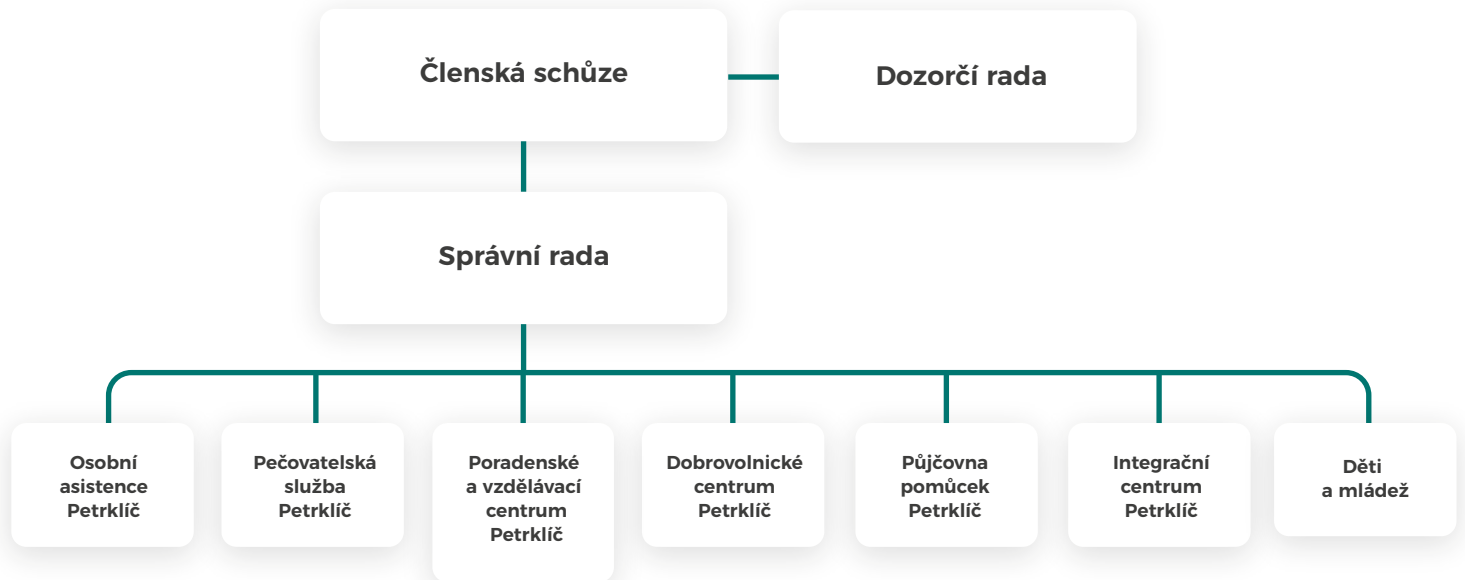 Členská schůze
Dozorčí rada
Správní rada
Osobní
asistence
Petrklíč
Pečovatelská
služba
Petrklíč
Poradenské
a vzdělávací
centrum
Petrklíč
Dobrovolnické
centrum
Petrklíč
Půjčovna
pomůcek
Petrklíč
Integrační
centrum
Petrklíč
Děti
a mládež